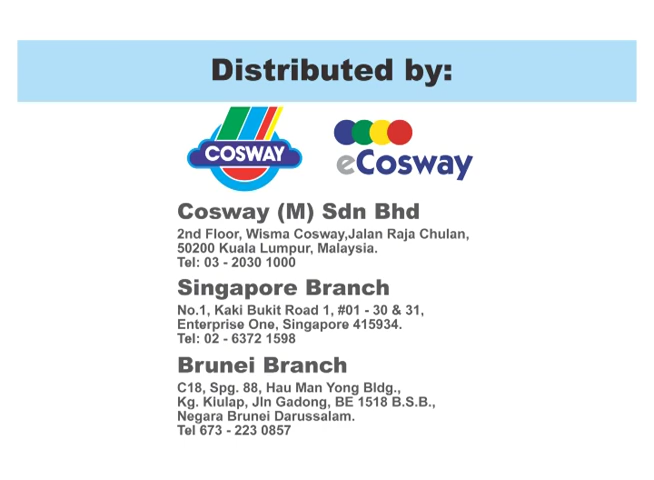 Distributed by:
COSWAY
eCosway
Cosway (M) Sdn Bhd
2nd Floor, Wisma Cosway,Jalan Raja Chulan,
50200 Kuala Lumpur, Malaysia.
Tel: 03 - 2030 1000
Singapore Branch
No.1, Kaki Bukit Road 1, #01 - 30 & 31,
Enterprise One, Singapore 415934.
Tel: 02 - 6372 1598
Brunei Branch
C18, Spg. 88, Hau Man Yong Bldg.,
Kg. Kiulap, Jln Gadong, BE 1518 B.S.B.,
Negara Brunei Darussalam.
Tel 673 - 223 0857